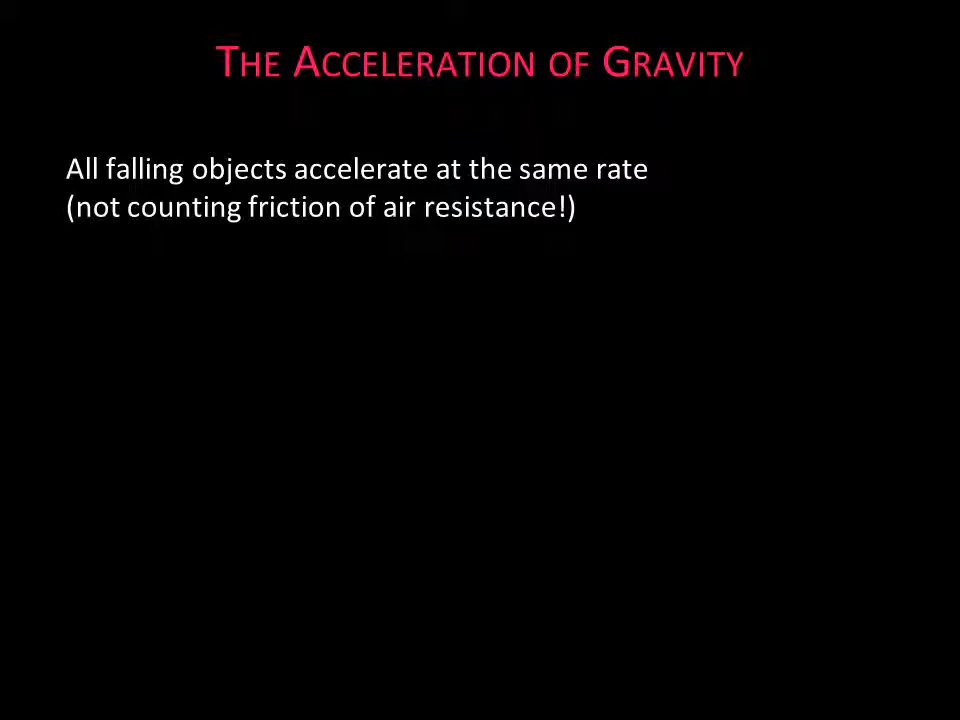 THE ACCELERATION OF GRAVITY
All falling objects accelerate at the same rate
(not counting friction of air resistance!)